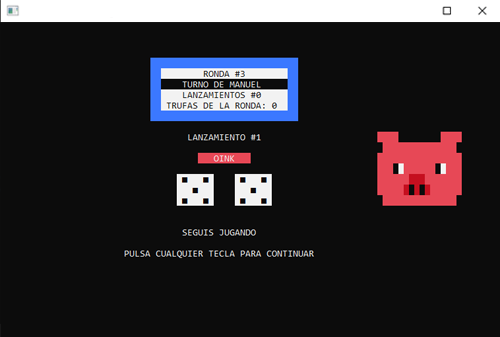 RONDA #3
TURNO DE MANUEL
LANZAMIENTOS #0
TRUFAS DE LA RONDA: 0
LANZAMIENTO #1
OINK
SEGUIS JUGANDO
PULSA CUALQUIER TECLA PARA CONTINUAR